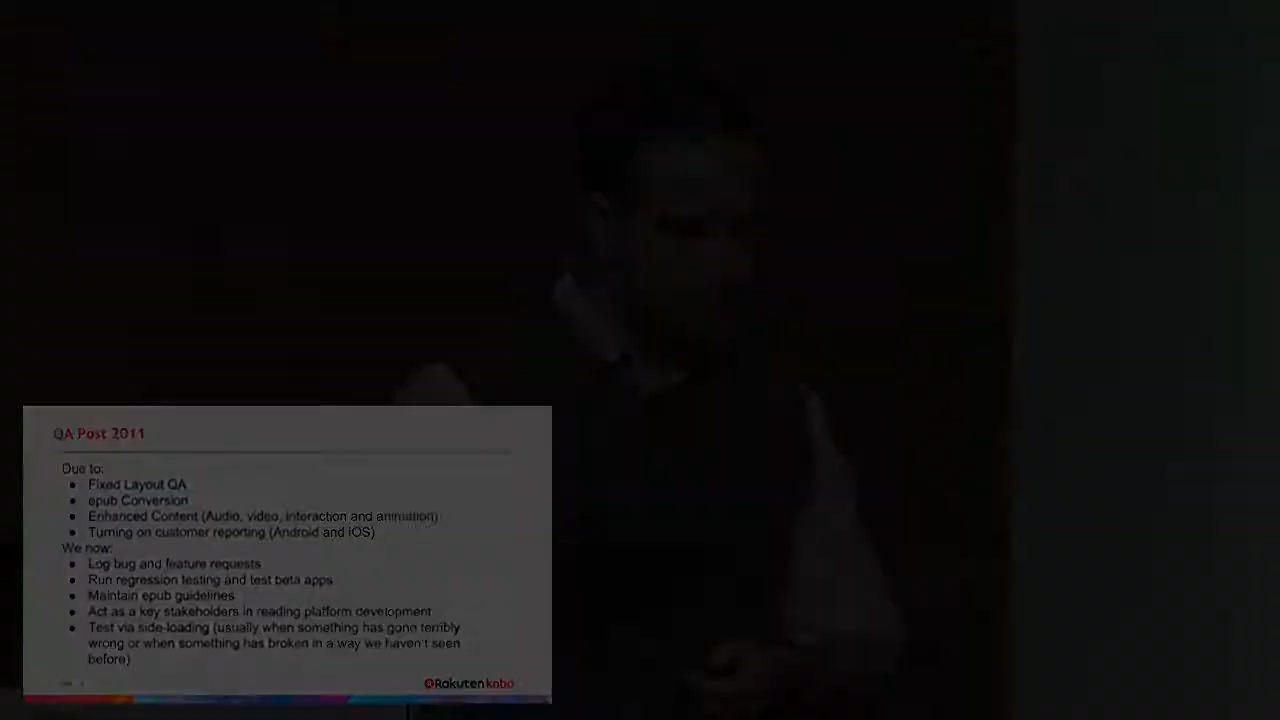 QA Post 2011
Due to:
● Fixed Layout QA
● epub Conversion
● Enhanced Content (Audio, video, interaction and animation)
● Turning on customer reporting (Android and iOS)
We now:
● Log bug and feature requests
● Run regression testing and test beta apps
● Maintain epub guidelines
● Act as a key stakeholders in reading platform development
● Test via side-loading (usually when something has gone terribly
wrong or when something has broken in a way we haven't seen
before)
Rakuten kobo